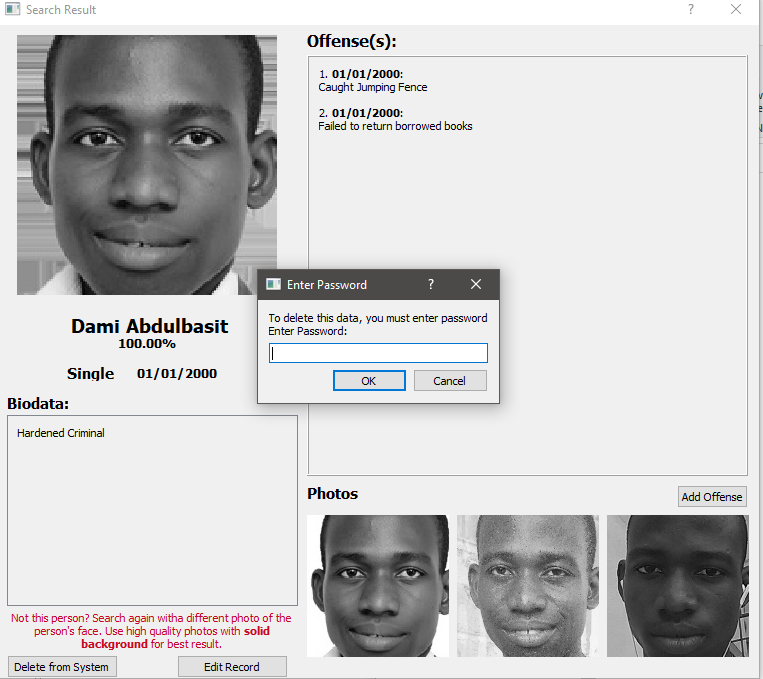 Search Result
Offense(s):
1. 01/01/2000:
Caught Jumping Fence
2. 01/01/2000:
Failed to return borrowed books
Enter Password
To delete this data, you must enter password
Enter Password:
OK
Cancel
Dami Abdulbasit
100.00%
Single 01/01/2000
Biodata:
Hardened Criminal
Not this person? Search again witha different photo of the
person's face. Use high quality photos with solid
background for best result.
Delete from System
Edit Record
Photos
Add Offense